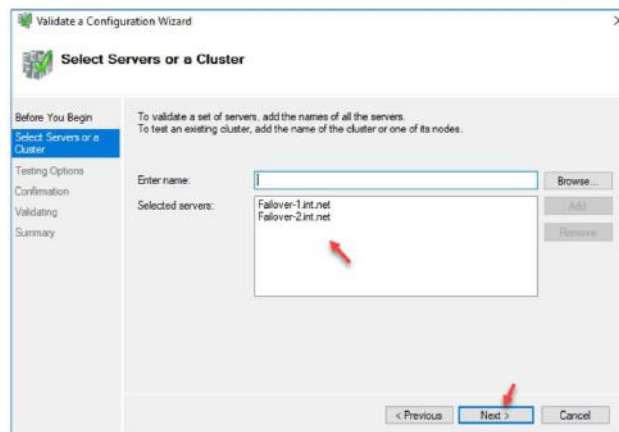 Validate a Configuration Wizard
Select Servers or a Cluster
Before You Begin
Select Servers or a
Cluster
Testing Options
Confirmation
Validating
Summary
To validate a set of servers, add the names of all the servers.
To test an existing cluster, add the name of the cluster or one of its nodes.
Enter name:
Browse...
Selected servers:
Failover-1.int.net
Failover-2.int.net
Add
Remove
< Previous
Next >
Cancel